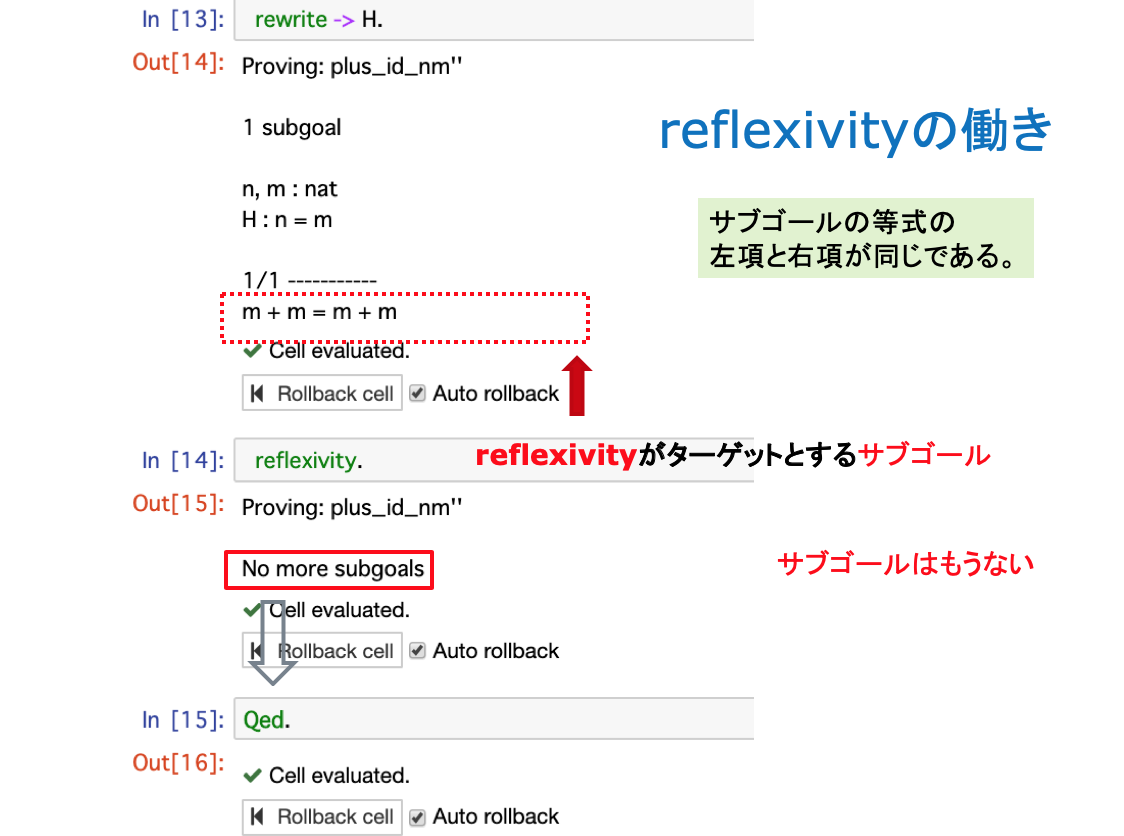 In [13]: rewrite -> H.
Out[14]: Proving: plus_id_nm''
1 subgoal
reflexivityの働き
n, m : nat
H : n = m
サブゴールの等式の
左項と右項が同じである。
1/1 -----------
m + m = m + m
Cell evaluated.
Rollback cell Auto rollback
In [14]: reflexivity.
reflexivityがターゲットとするサブゴール
Out[15]: Proving: plus_id_nm''
No more subgoals
サブゴールはもうない
Cell evaluated.
Rollback cell Auto rollback
In [15]: Qed.
Out[16]:
Cell evaluated.
Rollback cell Auto rollback